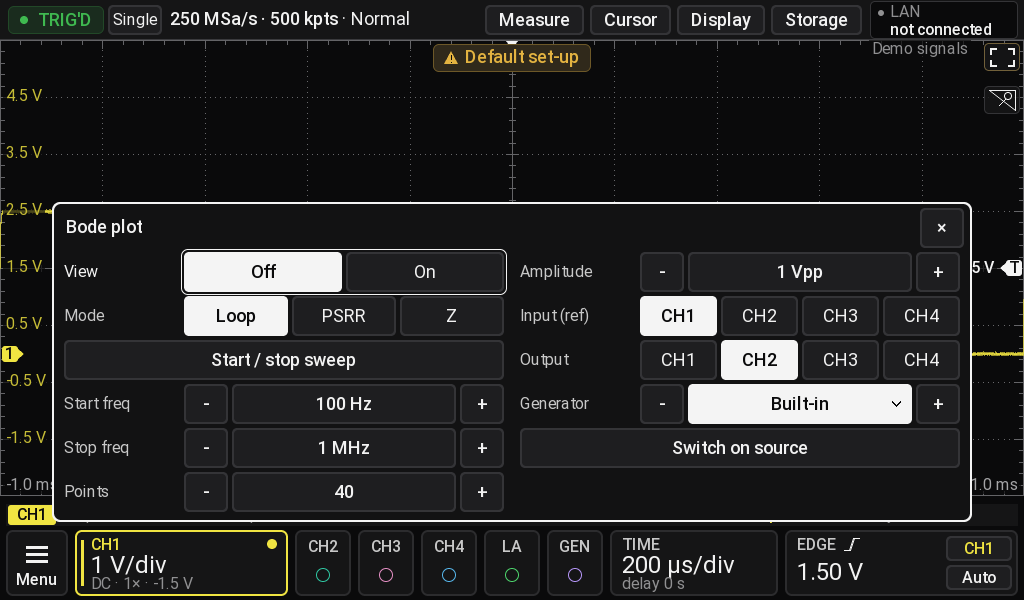 TRIG'D Single 250 MSa/s · 500 kpts · Normal Measure Cursor Display Storage LAN
not connected
Demo signals
Default set-up
4.5 V
3.5 V
2.5 V
1.5 V
0.5 V
-0.5 V
-1.5 V
-1.0 ms
1.0 ms
5 V T
1
Bode plot ×
View Off On
Mode Loop PSRR Z
Start / stop sweep
Start freq - 100 Hz +
Stop freq - 1 MHz +
Points - 40 +
Amplitude - 1 Vpp +
Input (ref) CH1 CH2 CH3 CH4
Output CH1 CH2 CH3 CH4
Generator - Built-in +
Switch on source
CH1
Menu
CH1
1 V/div
DC · 1× · -1.5 V
CH2 CH3 CH4 LA GEN
TIME
200 µs/div
delay 0 s
EDGE CH1
1.50 V Auto